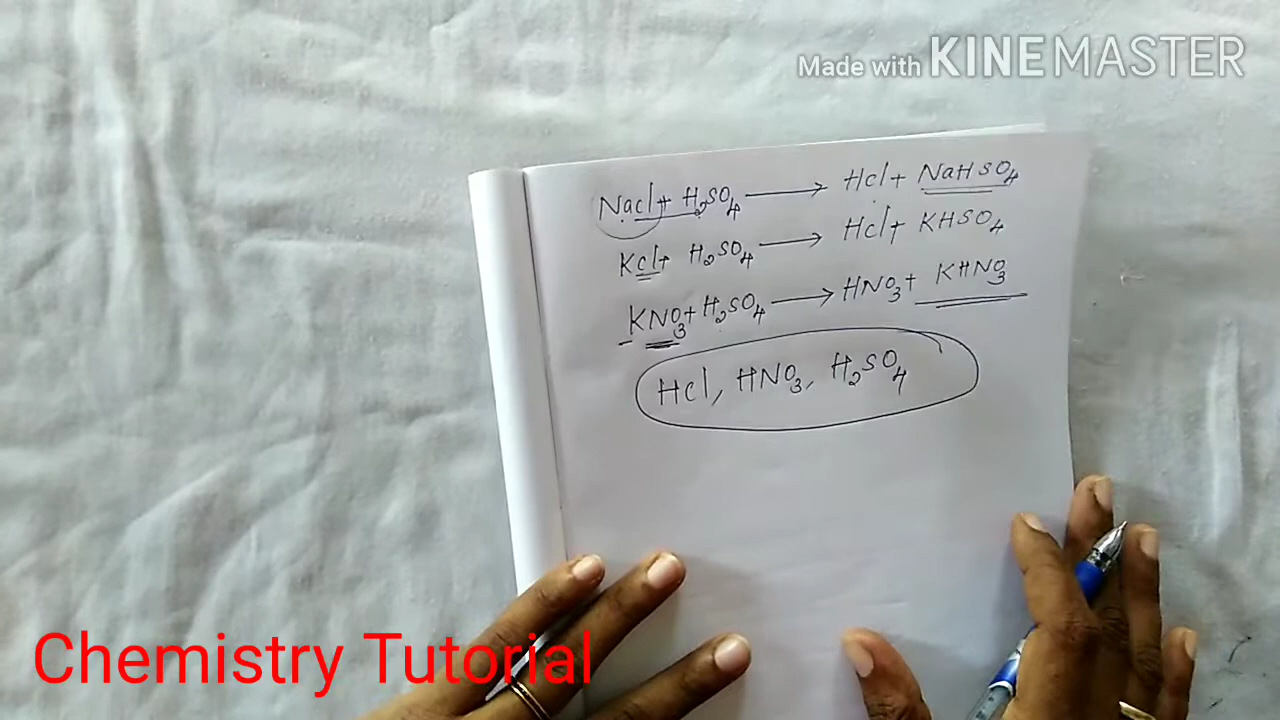 Made with KINEMASTER
Nacl + H₂SO₄ ⟶ Hcl + NaHSO₄
Kcl + H₂SO₄ ⟶ Hcl + KHSO₄
KNO₃ + H₂SO₄ ⟶ HNO₃ + KHNO₃
Hcl, HNO₃, H₂SO₄
Chemistry Tutorial